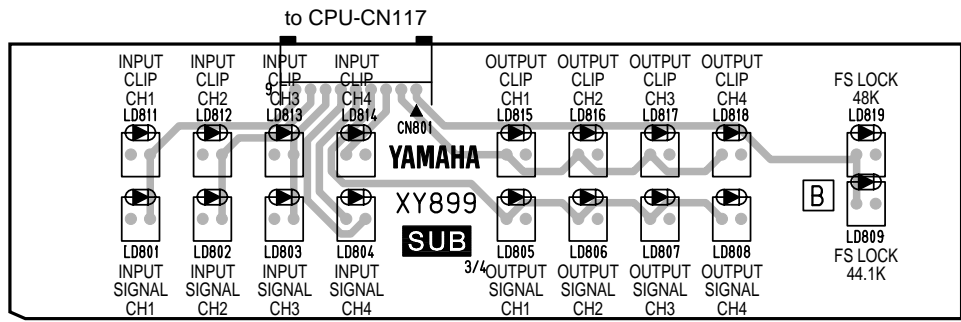 to CPU-CN117
INPUT CLIP CH1
INPUT CLIP CH2
INPUT CLIP CH3
INPUT CLIP CH4
OUTPUT CLIP CH1
OUTPUT CLIP CH2
OUTPUT CLIP CH3
OUTPUT CLIP CH4
FS LOCK 48K
9
LD811 LD812 LD813 LD814 CN801 LD815 LD816 LD817 LD818 LD819
YAMAHA
XY899
B
SUB
3/4
LD801 LD802 LD803 LD804 LD805 LD806 LD807 LD808 LD809
INPUT SIGNAL CH1
INPUT SIGNAL CH2
INPUT SIGNAL CH3
INPUT SIGNAL CH4
OUTPUT SIGNAL CH1
OUTPUT SIGNAL CH2
OUTPUT SIGNAL CH3
OUTPUT SIGNAL CH4
FS LOCK 44.1K